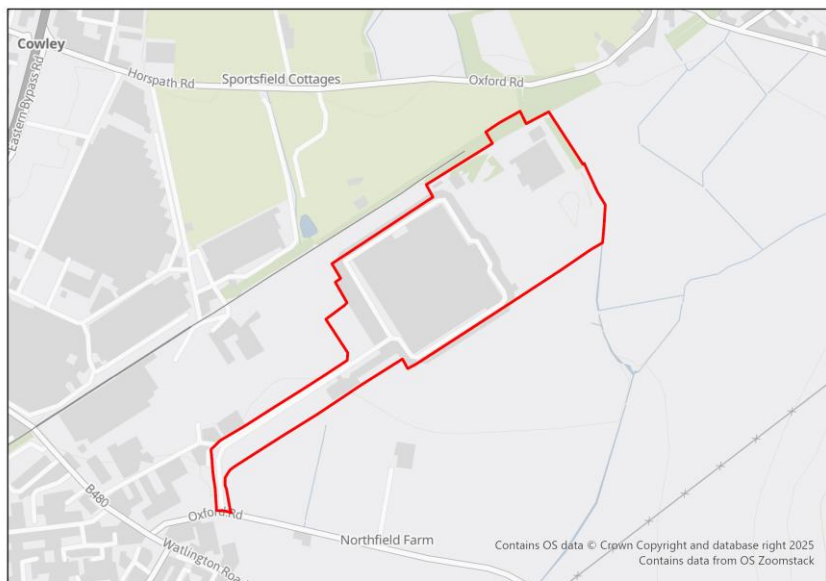 Cowley
Horspath Rd
Sportsfield Cottages
Oxford Rd
Eastern Bypass Rd
B480
Oxford Rd
Watlington Road
Northfield Farm
Contains OS data © Crown Copyright and database right 2025
Contains data from OS Zoomstack